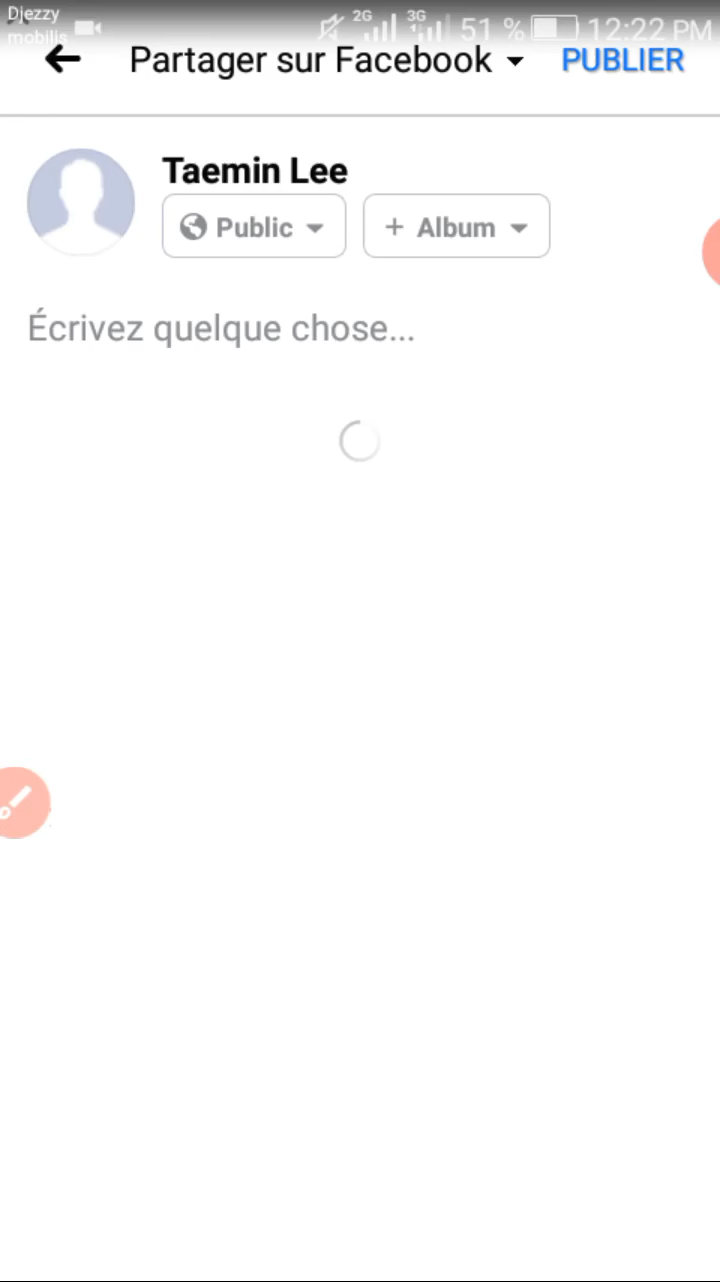 Djezzy
mobilis
2G 3G 51 % 12:22 PM
Partager sur Facebook PUBLIER
Taemin Lee
Public + Album
Écrivez quelque chose...